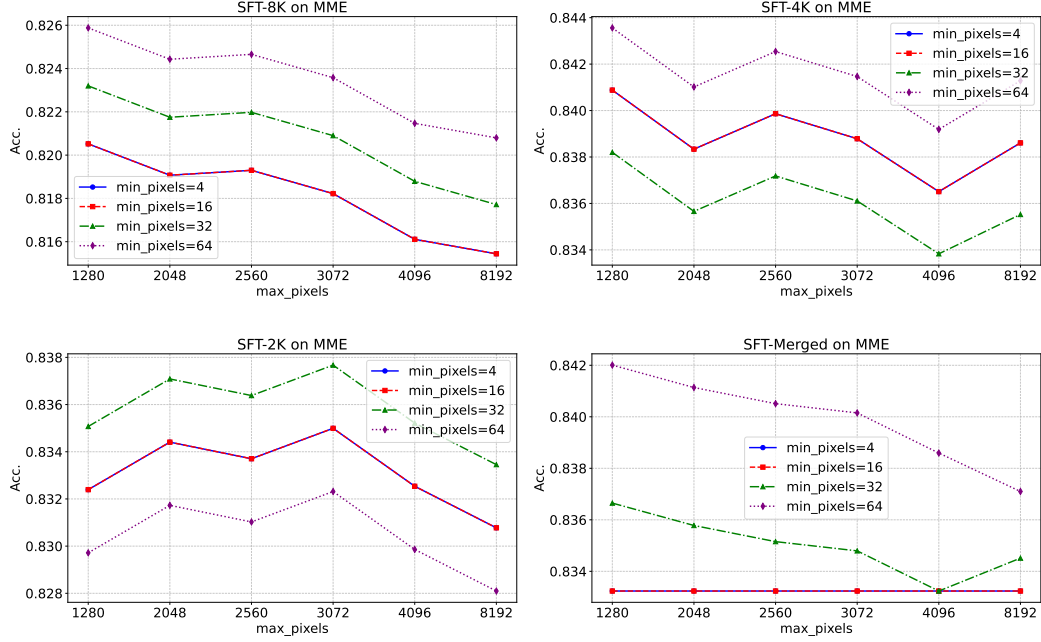 SFT-8K on MME
0.826
0.824
0.822
0.820
0.818
0.816
Acc.
min_pixels=4
min_pixels=16
min_pixels=32
min_pixels=64
1280 2048 2560 3072 4096 8192
max_pixels
SFT-4K on MME
0.844
0.842
0.840
0.838
0.836
0.834
Acc.
min_pixels=4
min_pixels=16
min_pixels=32
min_pixels=64
1280 2048 2560 3072 4096 8192
max_pixels
SFT-2K on MME
0.838
0.836
0.834
0.832
0.830
0.828
Acc.
min_pixels=4
min_pixels=16
min_pixels=32
min_pixels=64
1280 2048 2560 3072 4096 8192
max_pixels
SFT-Merged on MME
0.842
0.840
0.838
0.836
0.834
Acc.
min_pixels=4
min_pixels=16
min_pixels=32
min_pixels=64
1280 2048 2560 3072 4096 8192
max_pixels